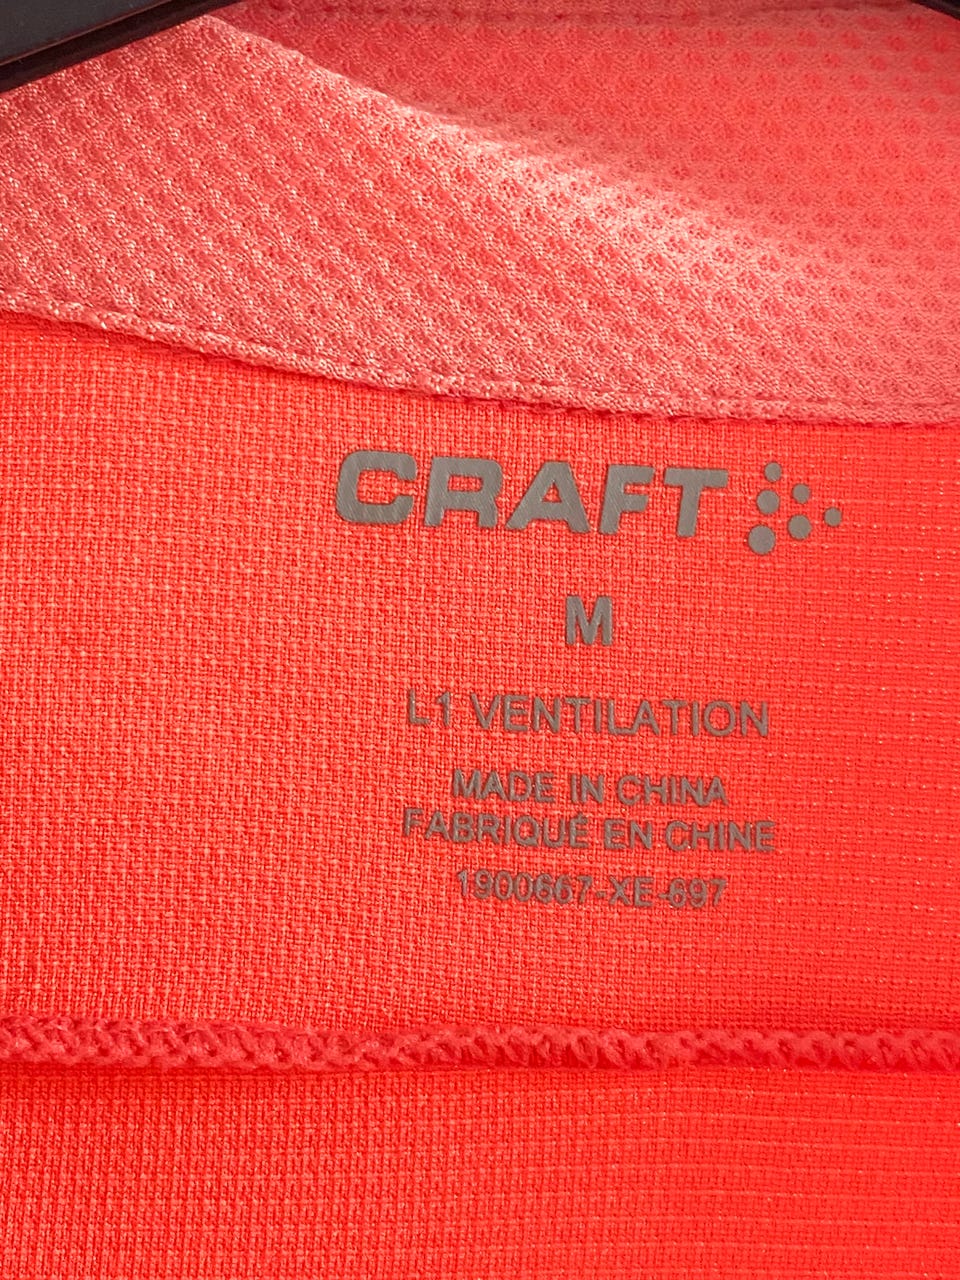 CRAFT
M
L1 VENTILATION
MADE IN CHINA
FABRIQUÉ EN CHINE
1900667-XE-697